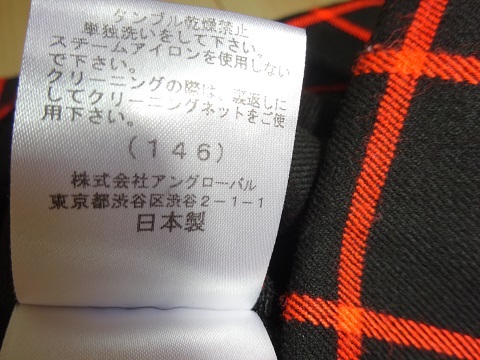 タンブル乾燥禁止
単独洗いをして下さい。
スチームアイロンを使用しない
で下さい。
クリーニングの際は、裏返しに
してクリーニングネットをご使
用下さい。
(146)
株式会社アングローバル
東京都渋谷区渋谷2-1-1
日本製